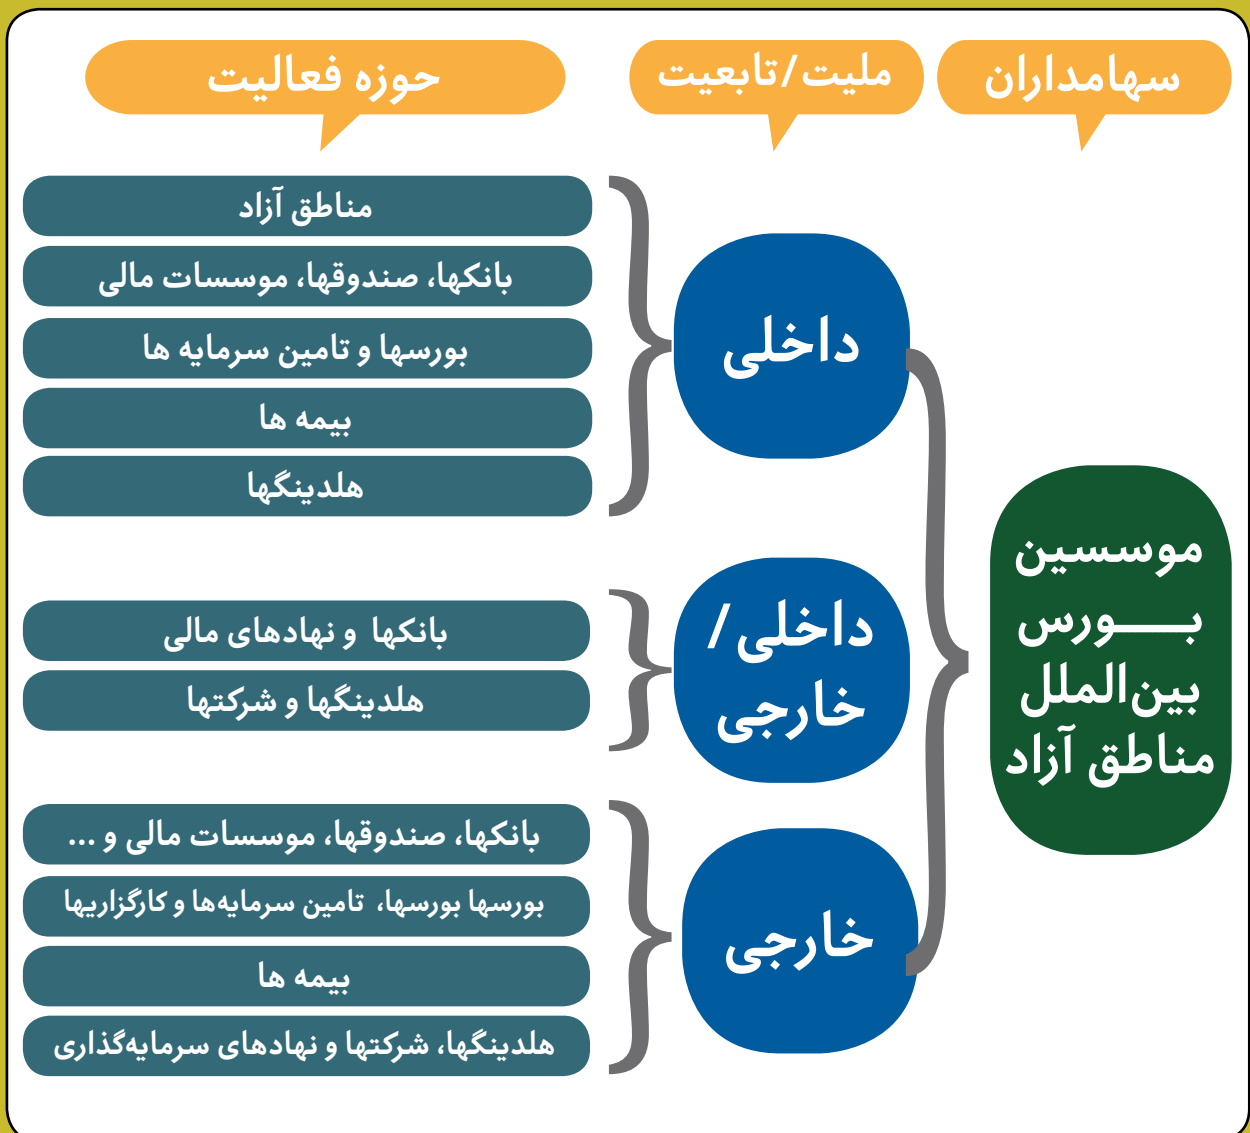 سهامداران
ملیت/تابعیت
حوزه فعالیت
موسسین
بــــورس
بین‌الملل
مناطق آزاد
داخلی
مناطق آزاد
بانکها، صندوقها، موسسات مالی
بورسها و تامین سرمایه ها
بیمه ها
هلدینگها
داخلی/
خارجی
بانکها و نهادهای مالی
هلدینگها و شرکتها
خارجی
بانکها، صندوقها، موسسات مالی و ...
بورسها بورسها، تامین سرمایه‌ها و کارگزاریها
بیمه ها
هلدینگها، شرکتها و نهادهای سرمایه‌گذاری